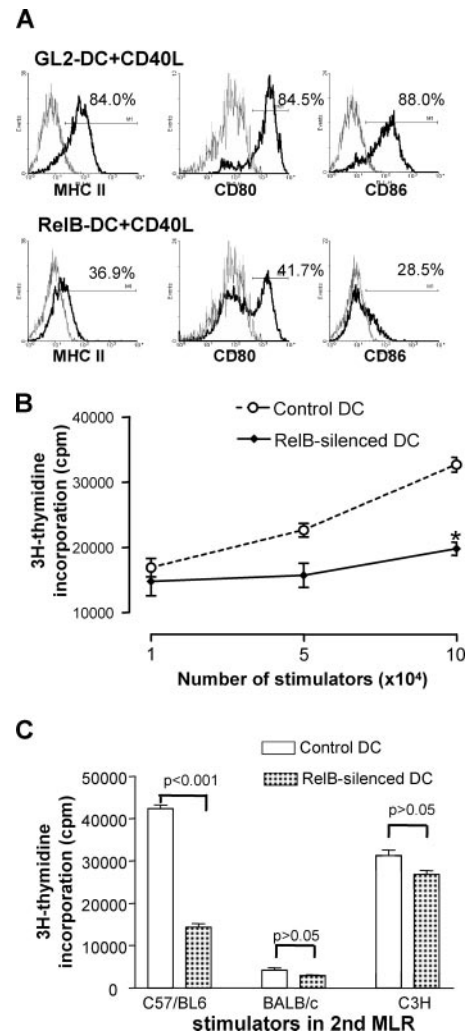 A
GL2-DC+CD40L
84.0%
84.5%
88.0%
Events
MHC II
CD80
CD86
RelB-DC+CD40L
36.9%
41.7%
28.5%
Events
MHC II
CD80
CD86
B
Control DC
RelB-silenced DC
3H-thymidine
incorporation (cpm)
40000
30000
20000
10000
*
1
5
10
Number of stimulators (x10⁴)
C
Control DC
RelB-silenced DC
3H-thymidine
incorporation (cpm)
50000
40000
30000
20000
10000
0
p<0.001
p>0.05
p>0.05
C57/BL6
BALB/c
C3H
stimulators in 2nd MLR